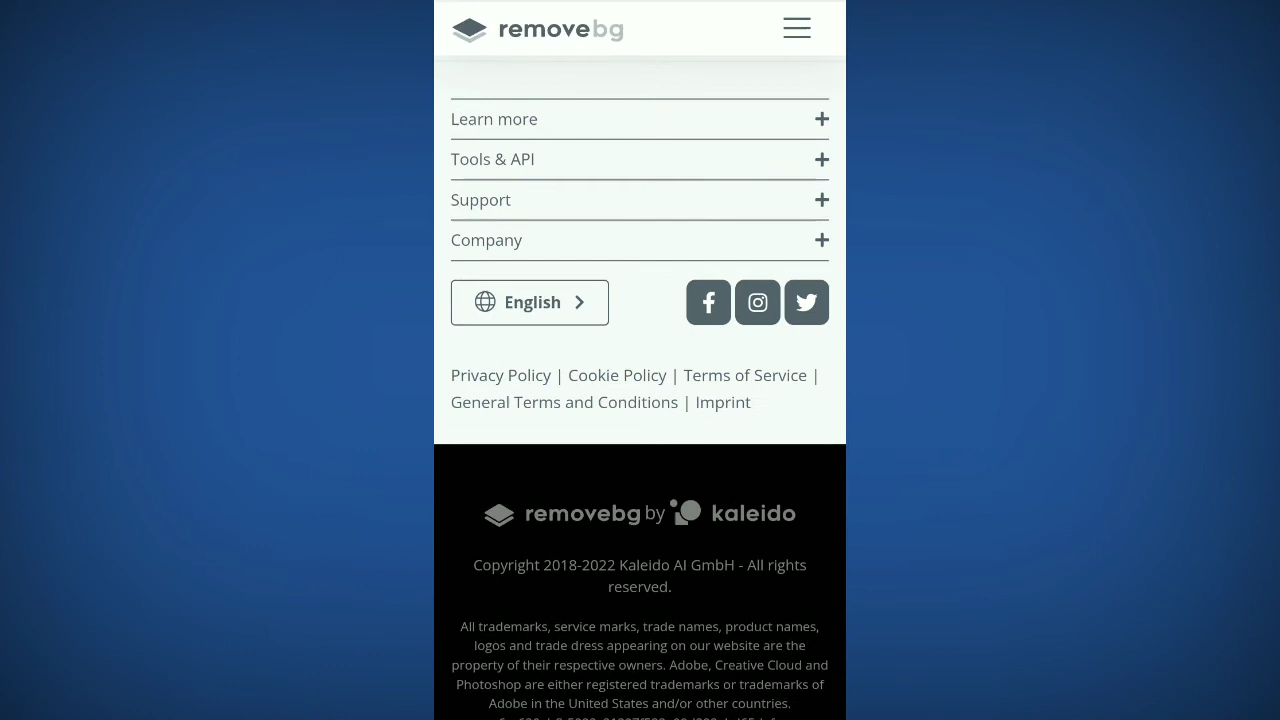 removebg
Learn more
Tools & API
Support
Company
English
Privacy Policy | Cookie Policy | Terms of Service |
General Terms and Conditions | Imprint
removebg by kaleido
Copyright 2018-2022 Kaleido AI GmbH - All rights
reserved.
All trademarks, service marks, trade names, product names,
logos and trade dress appearing on our website are the
property of their respective owners. Adobe, Creative Cloud and
Photoshop are either registered trademarks or trademarks of
Adobe in the United States and/or other countries.